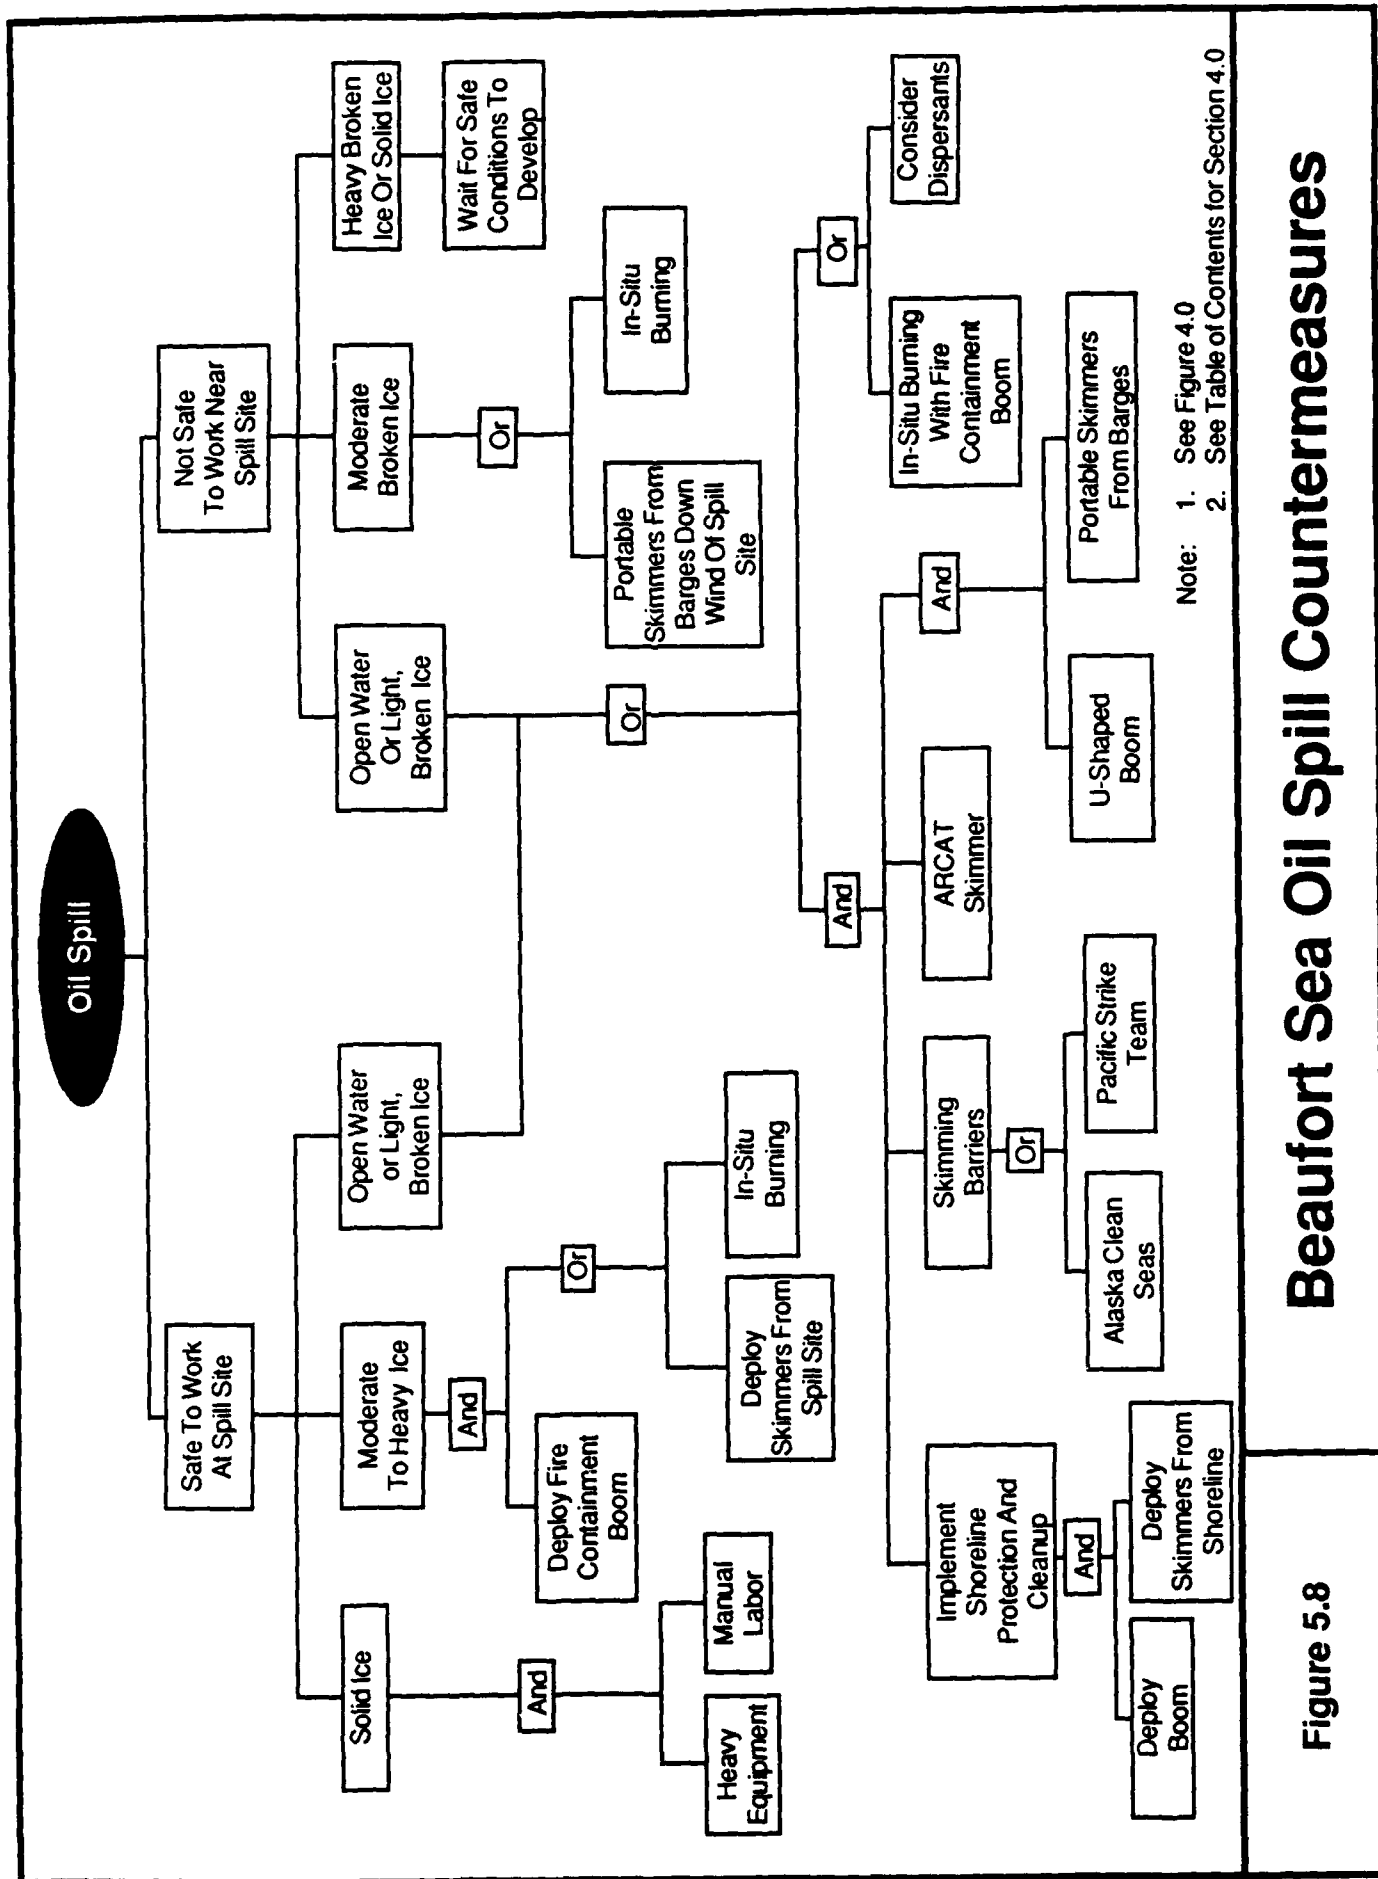 Oil Spill
Safe To Work
At Spill Site
Not Safe
To Work Near
Spill Site
Solid Ice
Moderate
To Heavy Ice
Open Water
or Light,
Broken Ice
Open Water
Or Light,
Broken Ice
Moderate
Broken Ice
Heavy Broken
Ice Or Solid Ice
And
Heavy
Equipment
Manual
Labor
And
Deploy Fire
Containment
Boom
Or
Deploy
Skimmers From
Spill Site
In-Situ
Burning
Or
Or
Portable
Skimmers From
Barges Down
Wind Of Spill
Site
In-Situ
Burning
Wait For Safe
Conditions To
Develop
And
Or
Implement
Shoreline
Protection And
Cleanup
And
Deploy
Boom
Deploy
Skimmers From
Shoreline
Skimming
Barriers
Or
Alaska Clean
Seas
Pacific Strike
Team
ARCAT
Skimmer
And
U-Shaped
Boom
Portable Skimmers
From Barges
In-Situ Burning
With Fire
Containment
Boom
Consider
Dispersants
Note: 1. See Figure 4.0
2. See Table of Contents for Section 4.0
Figure 5.8
Beaufort Sea Oil Spill Countermeasures